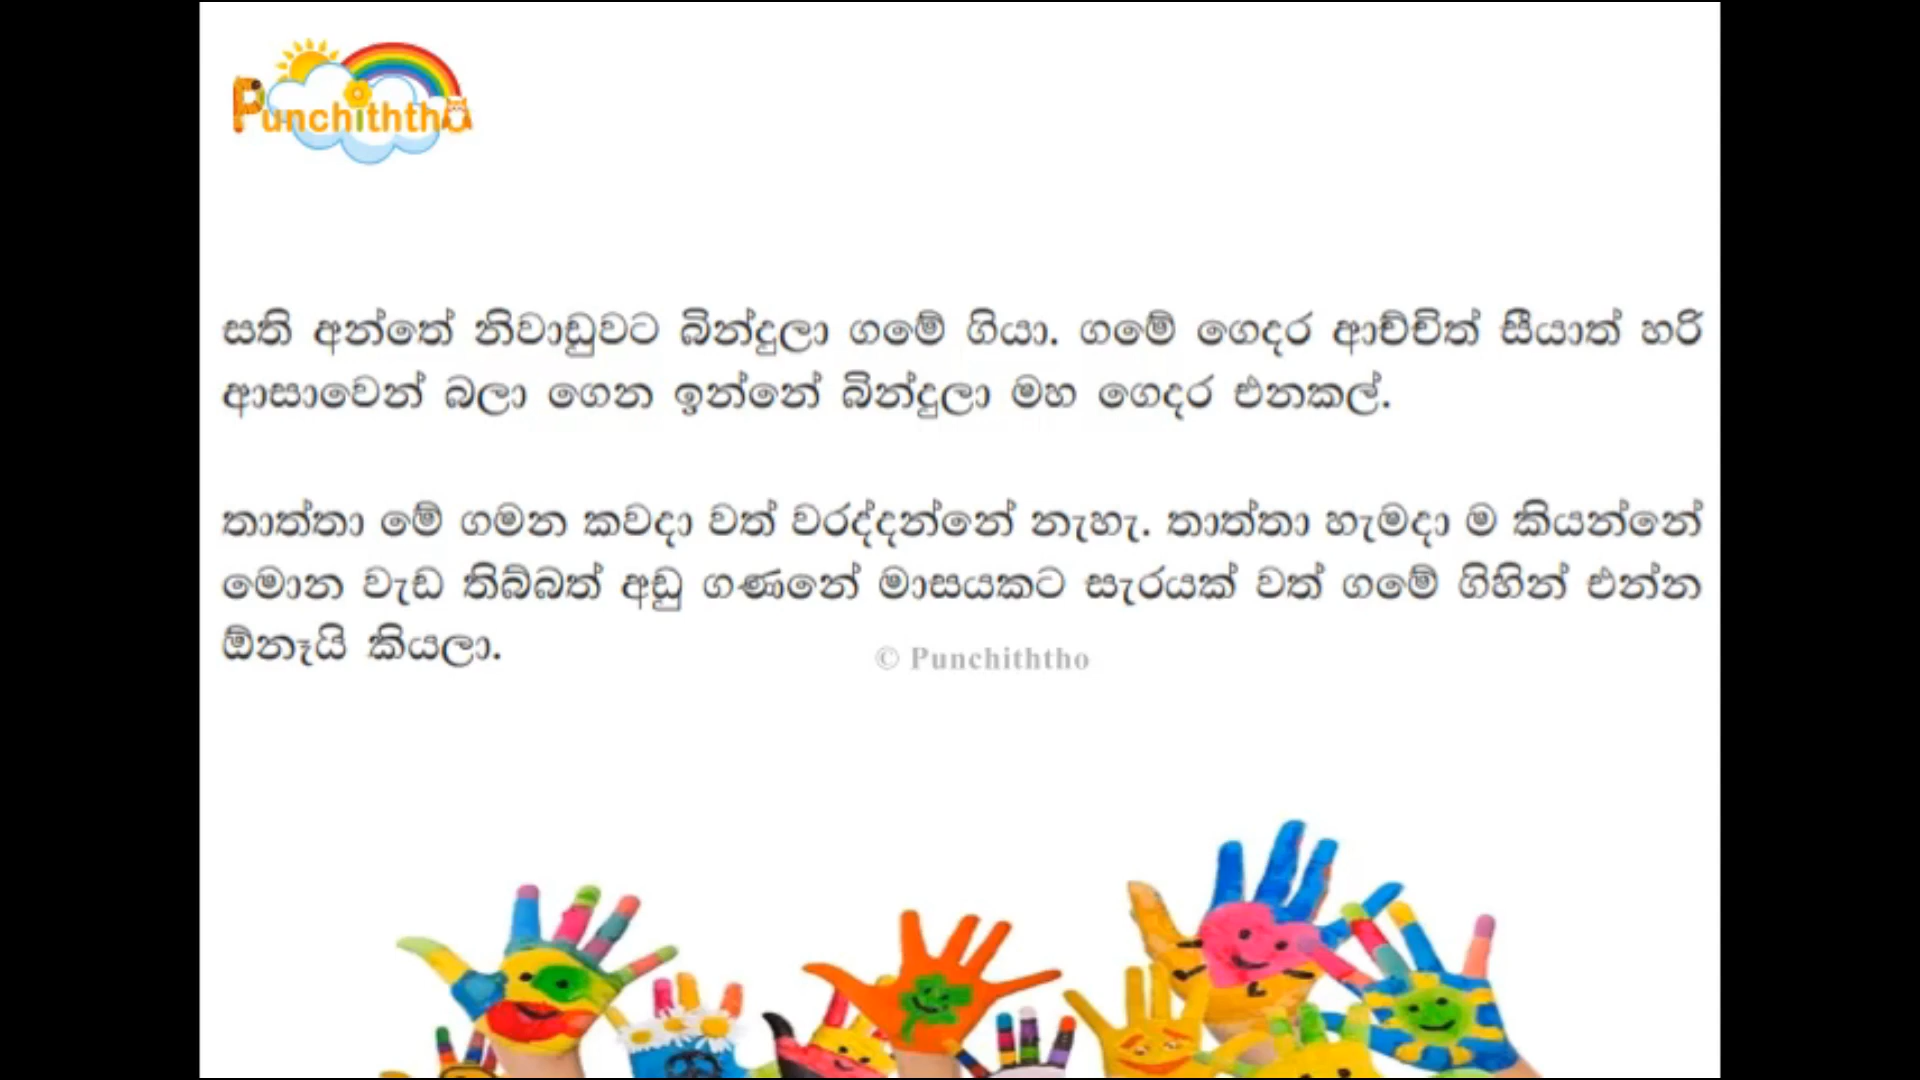 Punchiththo
සති අන්තේ නිවාඩුවට බින්දුලා ගමේ ගියා. ගමේ ගෙදර ආච්චිත් සීයාත් හරි
ආසාවෙන් බලා ගෙන ඉන්නේ බින්දුලා මහ ගෙදර එනකල්.
තාත්තා මේ ගමන කවදා වත් වරද්දන්නේ නැහැ. තාත්තා හැමදා ම කියන්නේ
මොන වැඩ තිබ්බත් අඩු ගණනේ මාසයකට සැරයක් වත් ගමේ ගිහින් එන්න
ඕනෑයි කියලා.
© Punchiththo